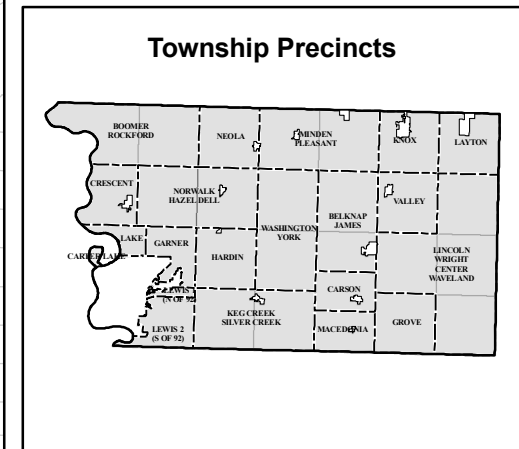 Township Precincts
BOOMER
ROCKFORD
NEOLA
MINDEN
PLEASANT
KNOX
LAYTON
CRESCENT
NORWALK
HAZEL DELL
VALLEY
BELKNAP
JAMES
WASHINGTON
YORK
LAKE
GARNER
CARTER LAKE
HARDIN
LINCOLN
WRIGHT
CENTER
WAVELAND
CARSON
LEWIS 1
(N OF 92)
KEG CREEK
SILVER CREEK
LEWIS 2
(S OF 92)
MACEDONIA
GROVE